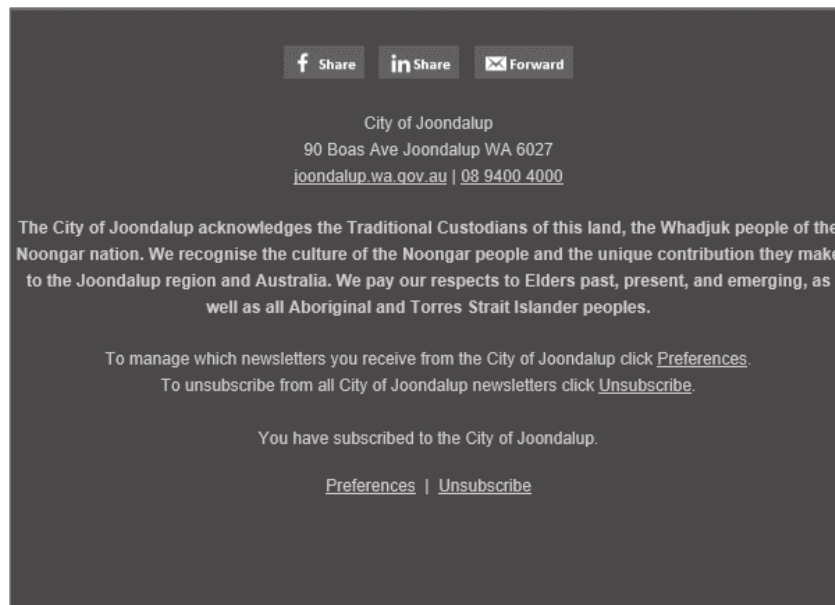 f Share in Share Forward
City of Joondalup
90 Boas Ave Joondalup WA 6027
joondalup.wa.gov.au | 08 9400 4000
The City of Joondalup acknowledges the Traditional Custodians of this land, the Whadjuk people of the
Noongar nation. We recognise the culture of the Noongar people and the unique contribution they make
to the Joondalup region and Australia. We pay our respects to Elders past, present, and emerging, as
well as all Aboriginal and Torres Strait Islander peoples.
To manage which newsletters you receive from the City of Joondalup click Preferences.
To unsubscribe from all City of Joondalup newsletters click Unsubscribe.
You have subscribed to the City of Joondalup.
Preferences | Unsubscribe